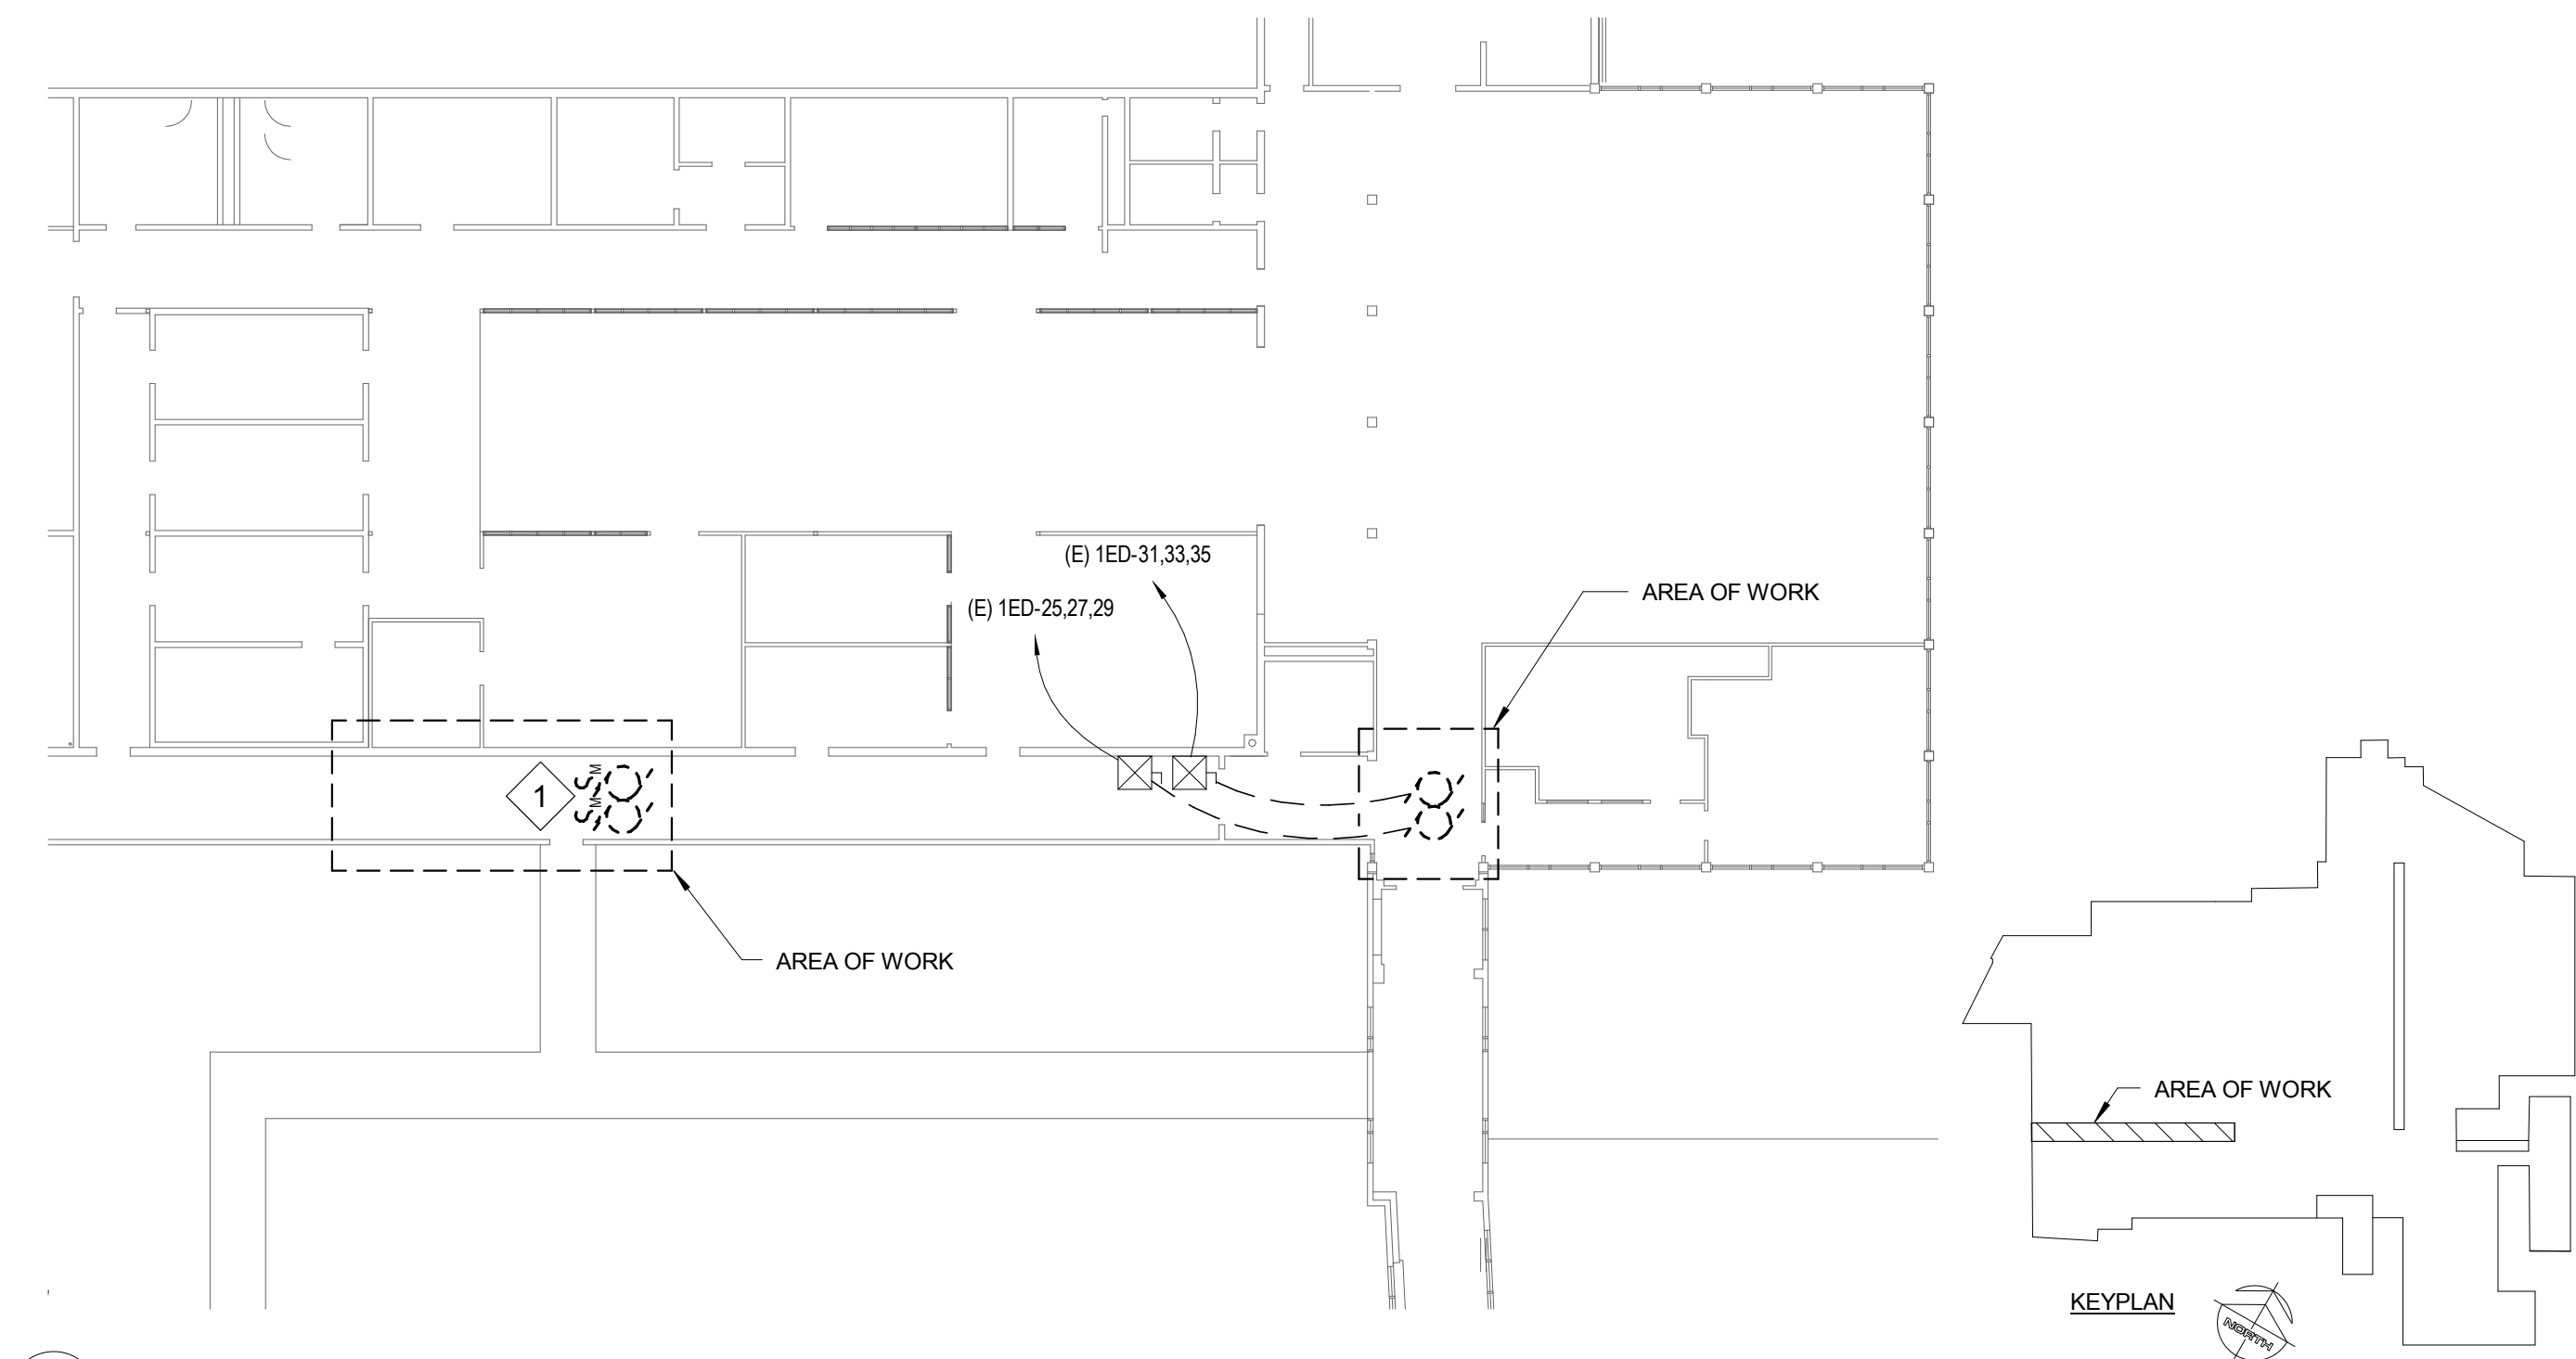 (E) 1ED-31,33,35
(E) 1ED-25,27,29
AREA OF WORK
1
M
M
AREA OF WORK
AREA OF WORK
KEYPLAN
NORTH